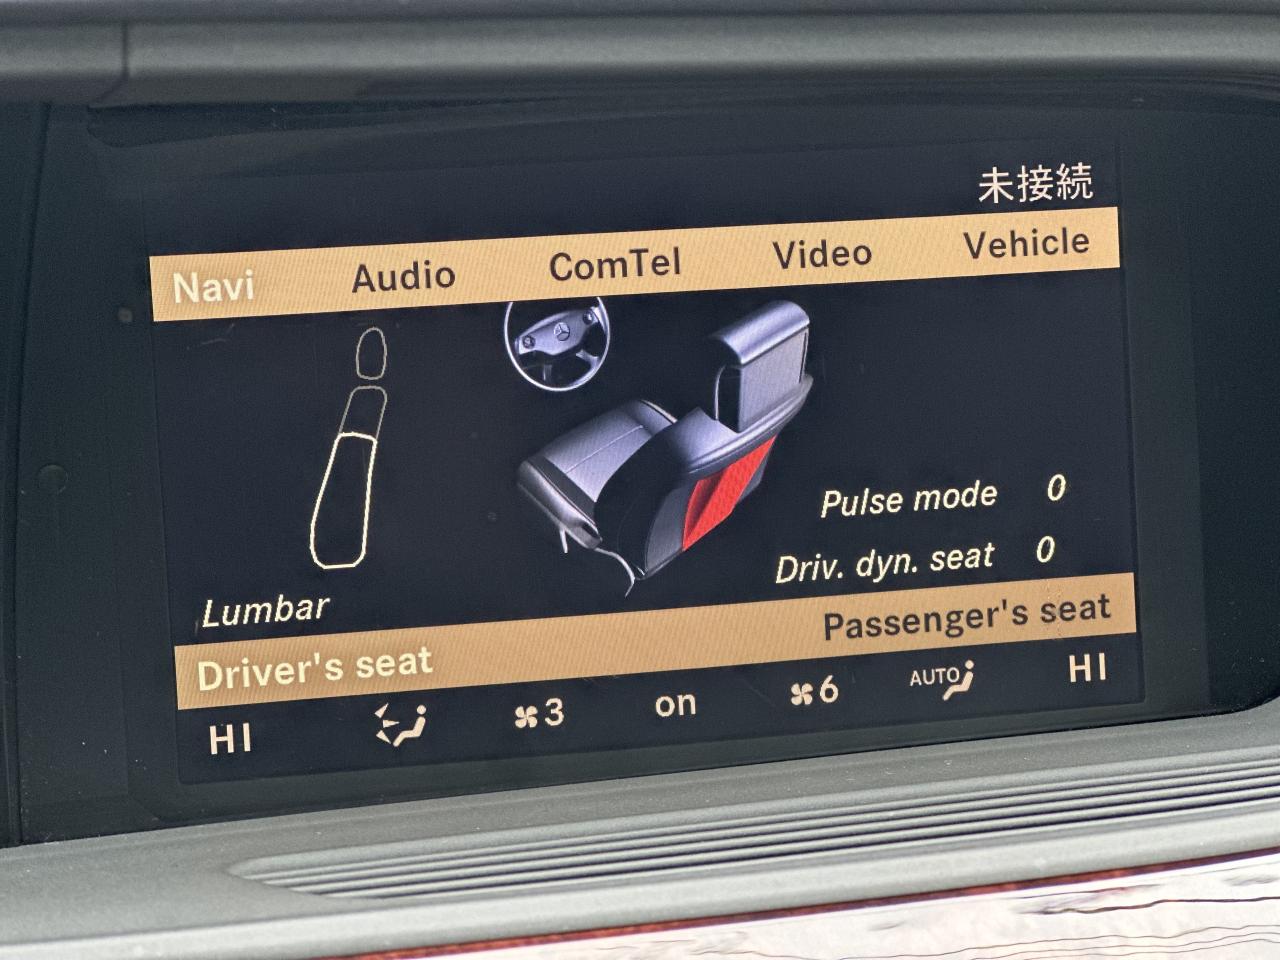 未接続
Navi Audio ComTel Video Vehicle
Pulse mode 0
Driv. dyn. seat 0
Lumbar
Driver's seat Passenger's seat
HI 3 on 6 AUTO HI